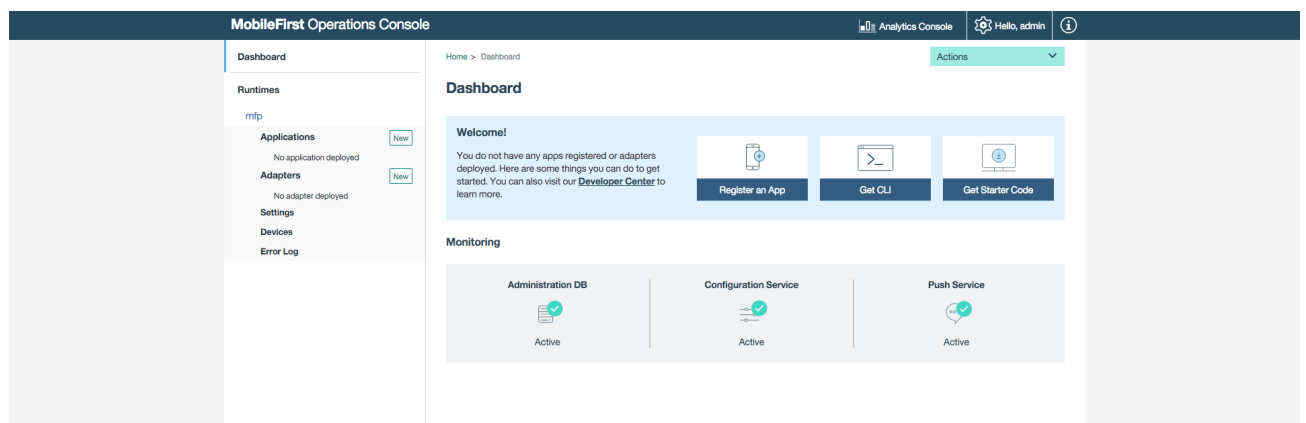 MobileFirst Operations Console
Analytics Console
Hello, admin
Dashboard
Runtimes
mfp
Applications New
No application deployed
Adapters New
No adapter deployed
Settings
Devices
Error Log
Home > Dashboard
Actions
Dashboard
Welcome!
You do not have any apps registered or adapters
deployed. Here are some things you can do to get
started. You can also visit our Developer Center to
learn more.
Register an App
Get CLI
Get Starter Code
Monitoring
Administration DB
Active
Configuration Service
Active
Push Service
Active